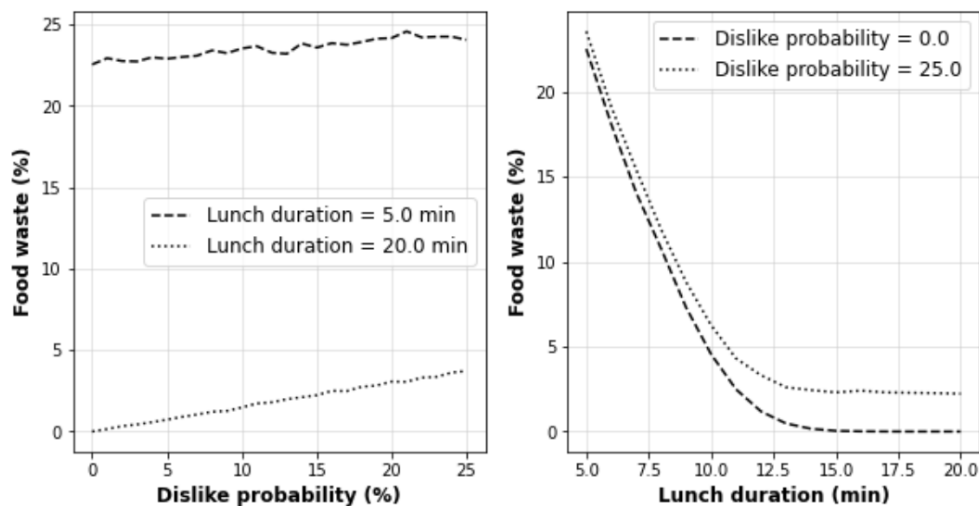 Food waste (%)
25
20
15
10
5
0
Lunch duration = 5.0 min
Lunch duration = 20.0 min
0 5 10 15 20 25
Dislike probability (%)
Food waste (%)
20
15
10
5
0
Dislike probability = 0.0
Dislike probability = 25.0
5.0 7.5 10.0 12.5 15.0 17.5 20.0
Lunch duration (min)